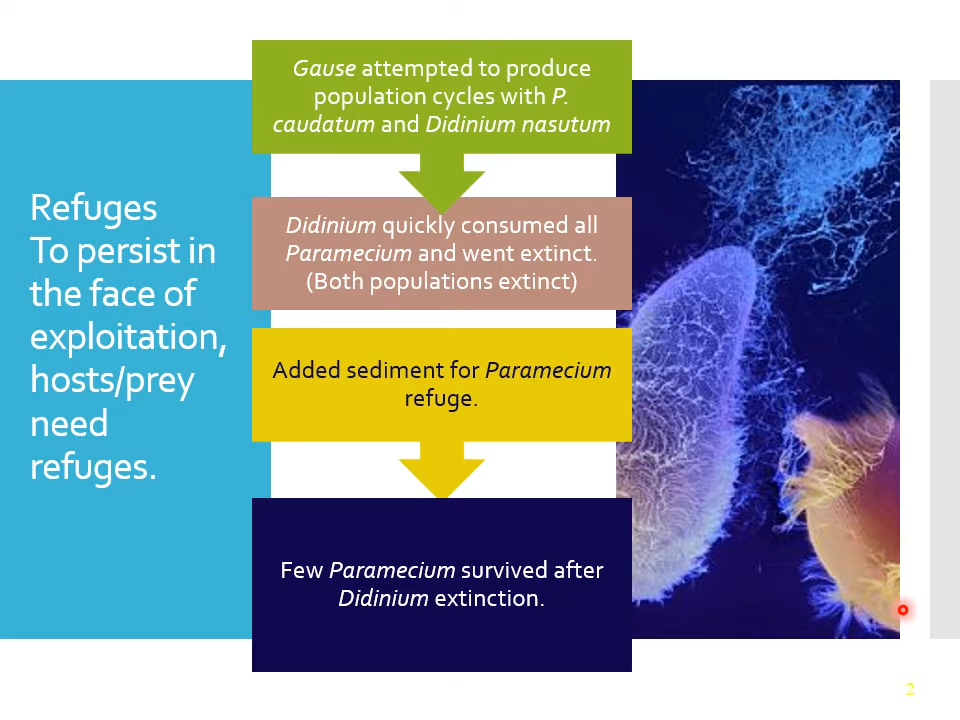 Refuges
To persist in
the face of
exploitation,
hosts/prey
need
refuges.
Gause attempted to produce
population cycles with P.
caudatum and Didinium nasutum
Didinium quickly consumed all
Paramecium and went extinct.
(Both populations extinct)
Added sediment for Paramecium
refuge.
Few Paramecium survived after
Didinium extinction.
2